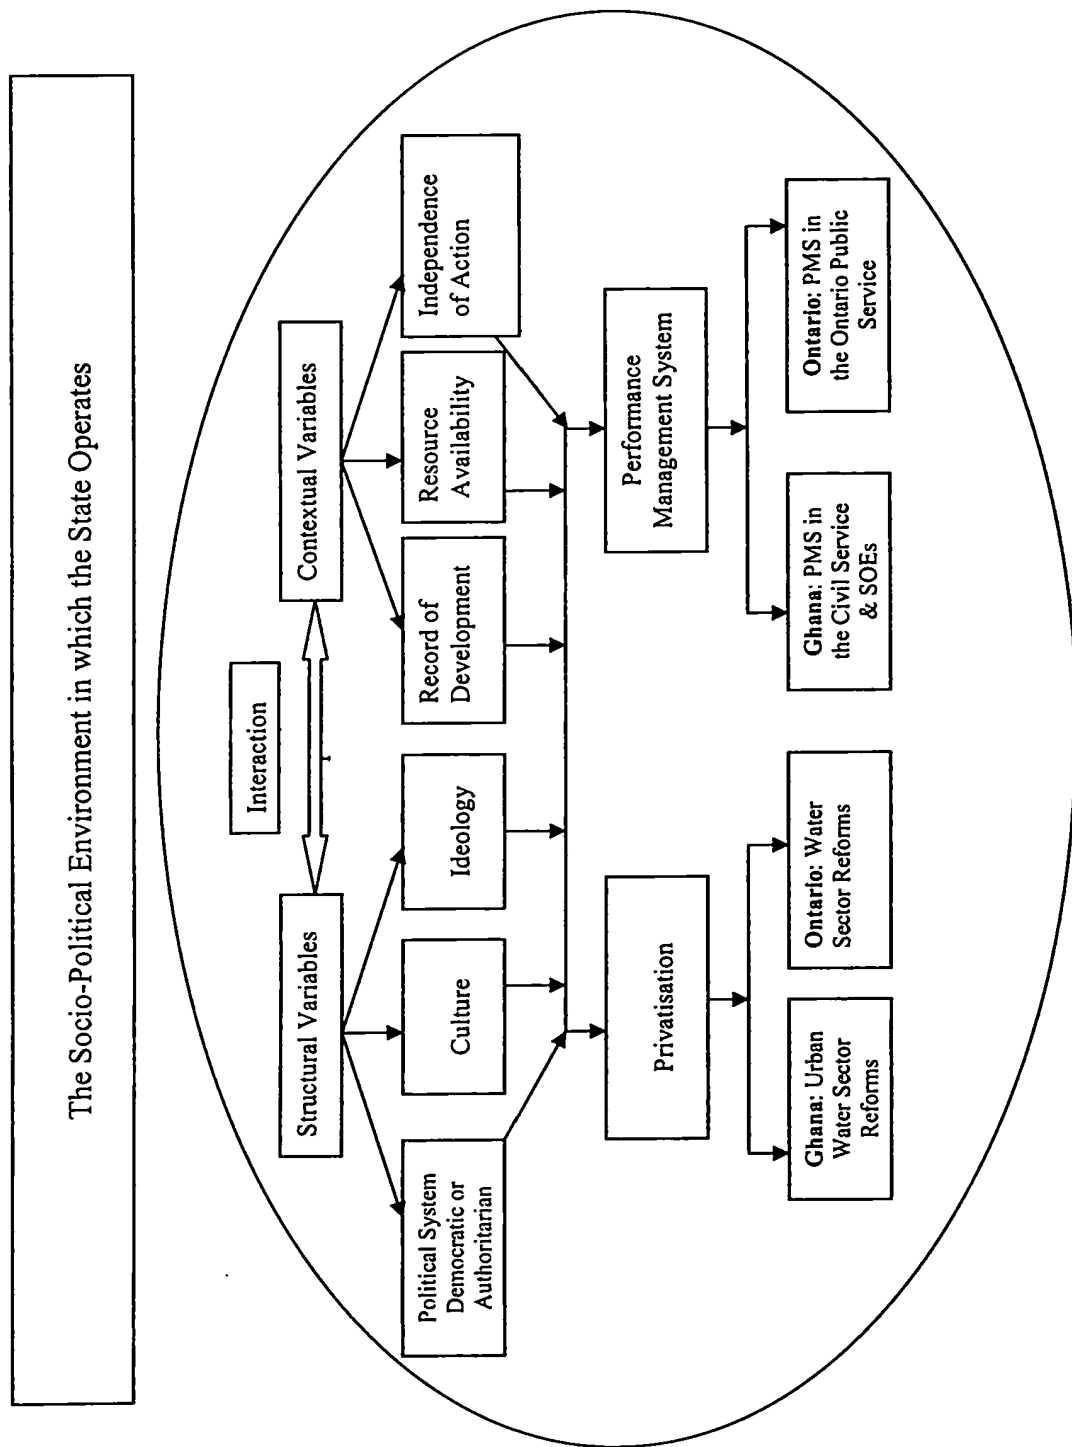 The Socio-Political Environment in which the State Operates
Interaction
Structural Variables
Contextual Variables
Political System
Democratic or
Authoritarian
Culture
Ideology
Record of
Development
Resource
Availability
Independence
of Action
Privatisation
Performance
Management System
Ghana: Urban
Water Sector
Reforms
Ontario: Water
Sector Reforms
Ghana: PMS in
the Civil Service
& SOEs
Ontario: PMS in
the Ontario Public
Service